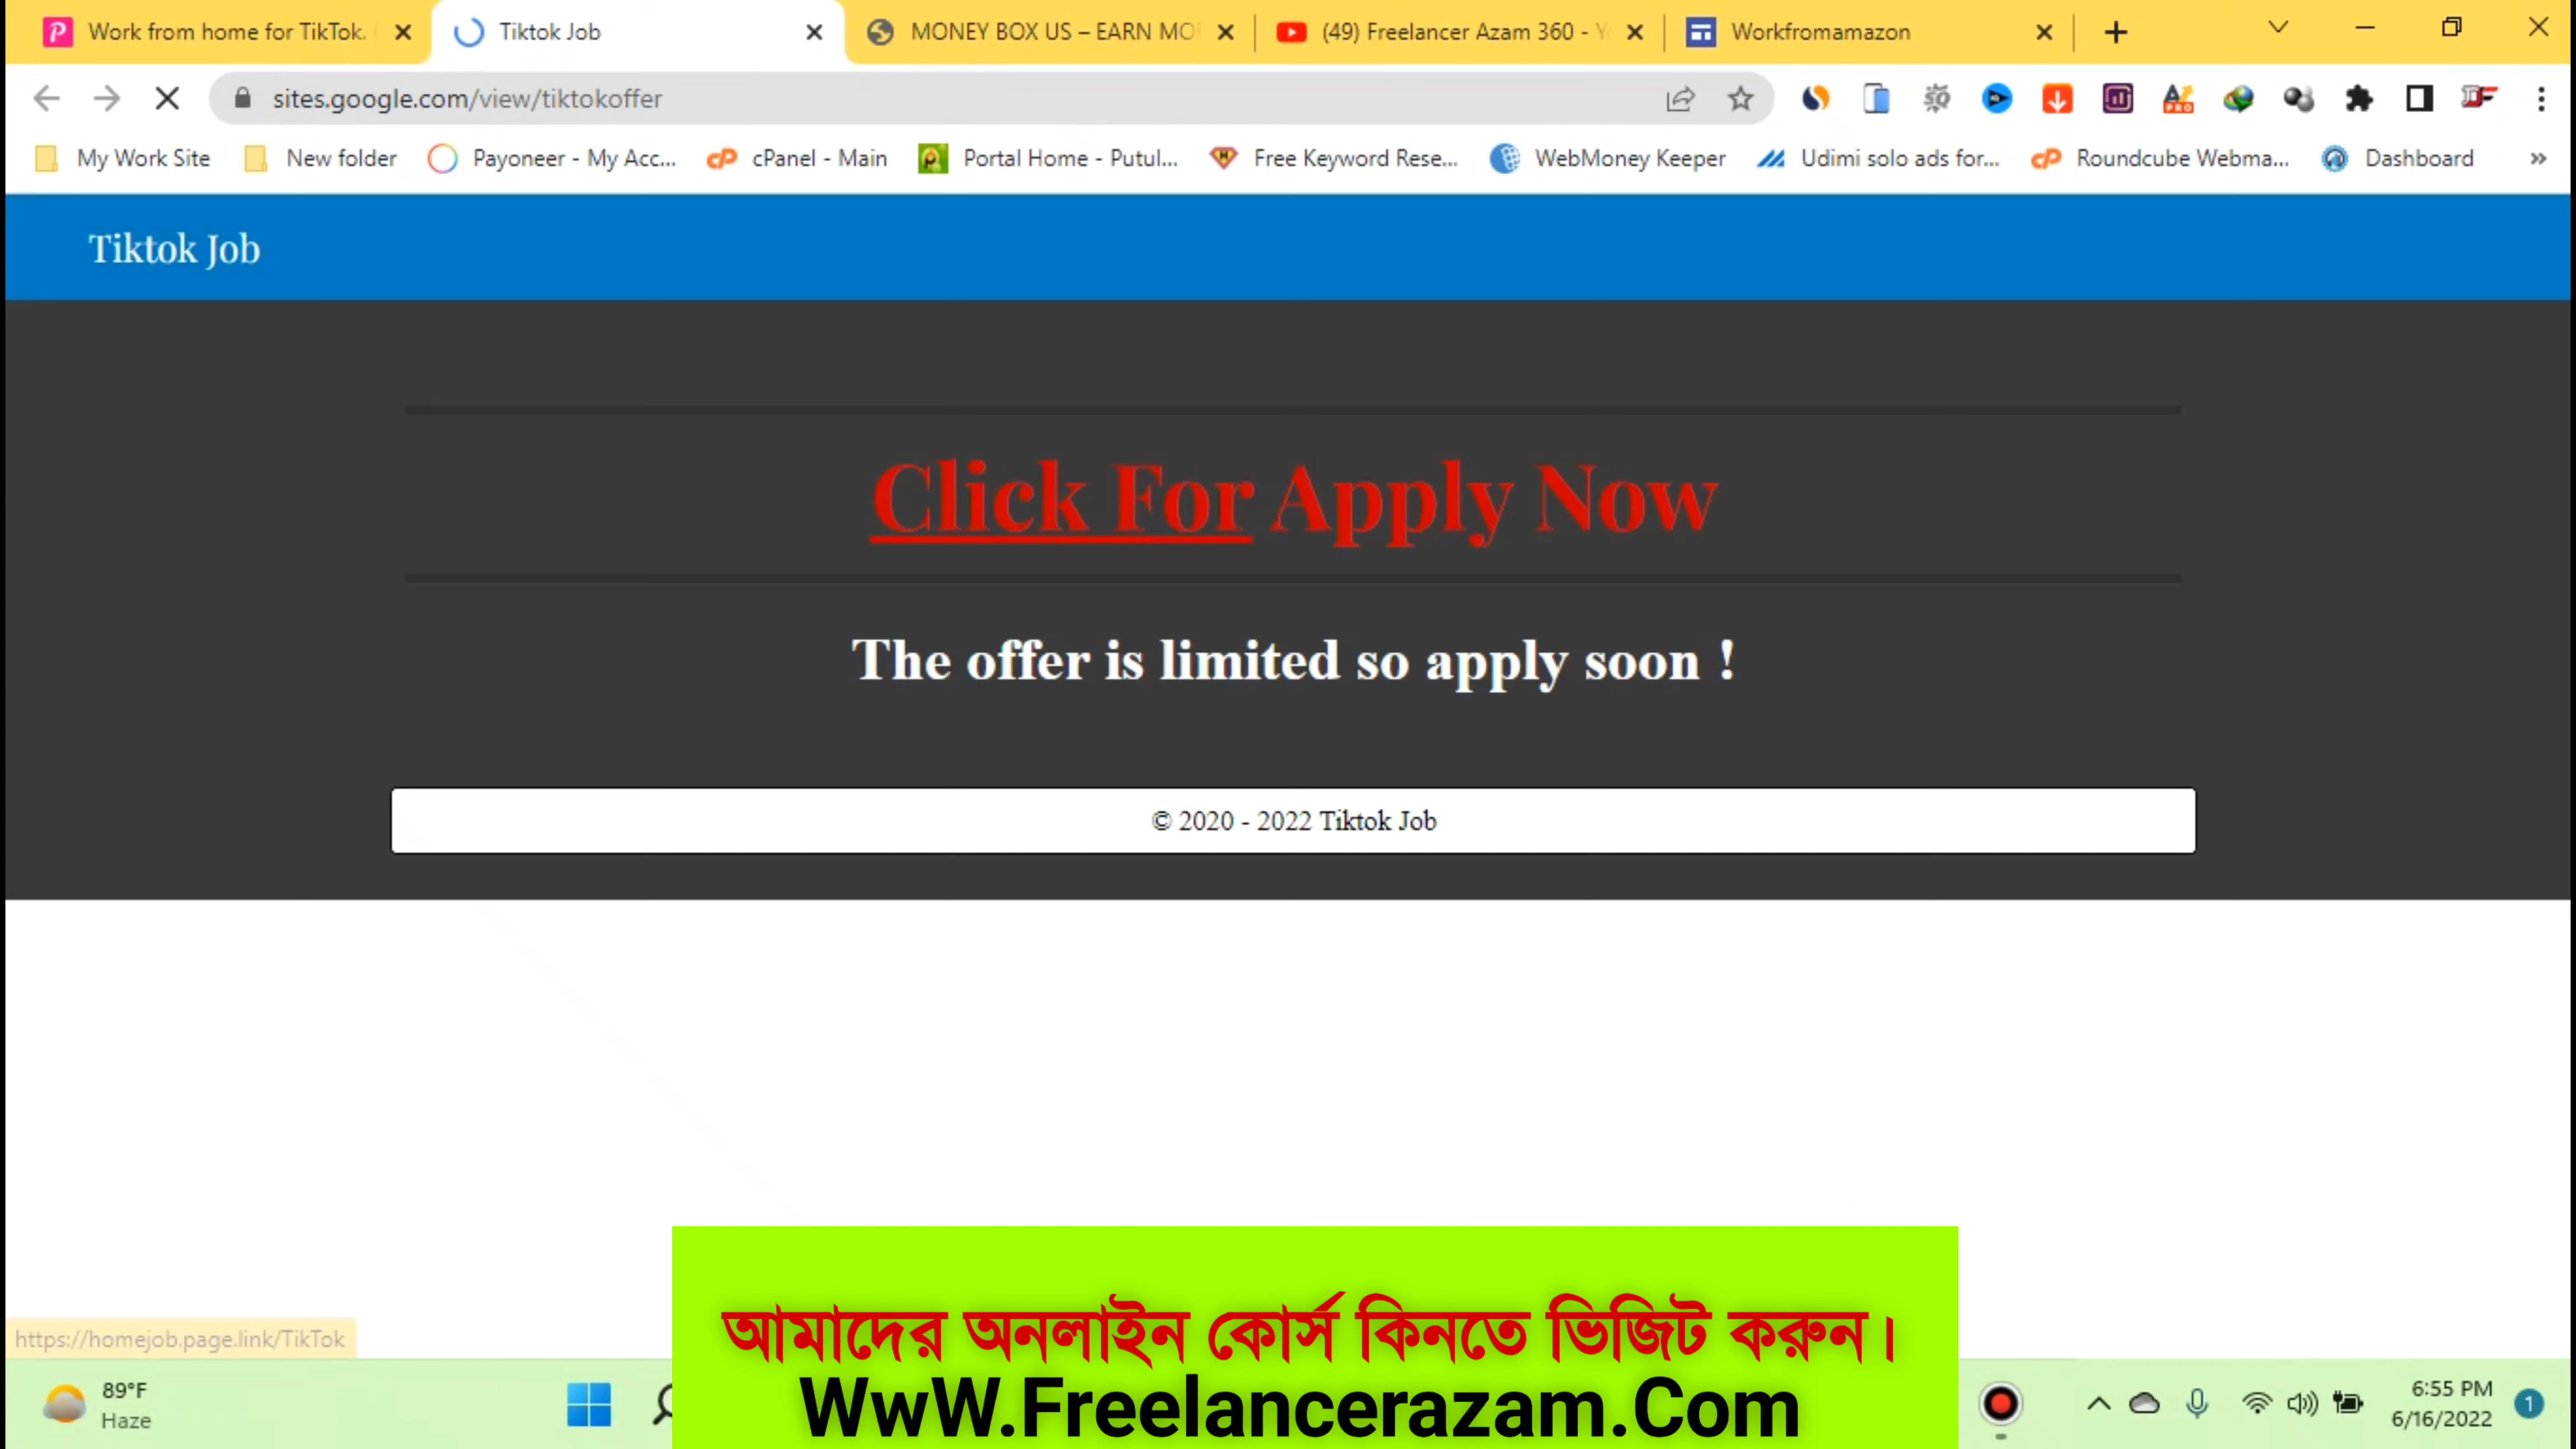 Work from home for TikTok.
Tiktok Job
MONEY BOX US – EARN MO
(49) Freelancer Azam 360 - Y
Workfromamazon
sites.google.com/view/tiktokoffer
My Work Site
New folder
Payoneer - My Acc...
cPanel - Main
Portal Home - Putul...
Free Keyword Rese...
WebMoney Keeper
Udimi solo ads for...
Roundcube Webma...
Dashboard
Tiktok Job
Click For Apply Now
The offer is limited so apply soon !
© 2020 - 2022 Tiktok Job
https://homejob.page.link/TikTok
আমাদের অনলাইন কোর্স কিনতে ভিজিট করুন।
WwW.Freelancerazam.Com
89°F
Haze
6:55 PM
6/16/2022
1